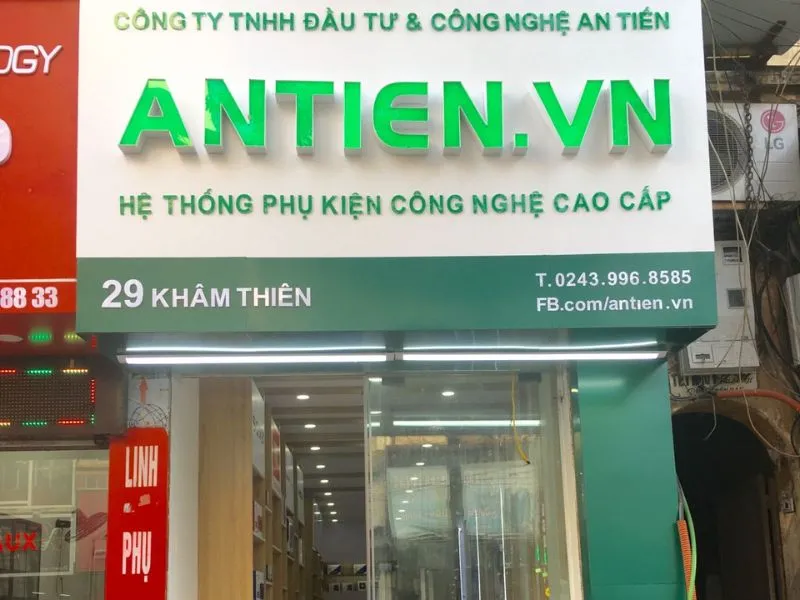 CÔNG TY TNHH ĐẦU TƯ & CÔNG NGHỆ AN TIẾN
ANTIEN.VN
HỆ THỐNG PHỤ KIỆN CÔNG NGHỆ CAO CẤP
29 KHÂM THIÊN
T.0243.996.8585
FB.com/antien.vn
OGY
88 33
LG
LINH
PHỤ
AUX